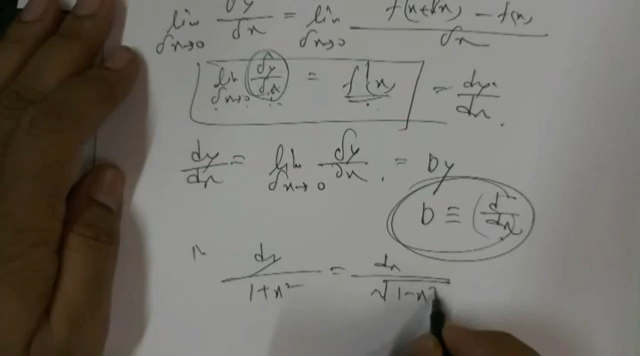 lim δx→0 δy/δx = lim δx→0 f(x+δx) − f(x) / δx
lim δx→0 δy/δx = f'(x) = dy/dx.
dy/dx = lim δx→0 δy/δx. = Dy
D ≡ (d/dx)
dy/1+x² = dx/√1−x²